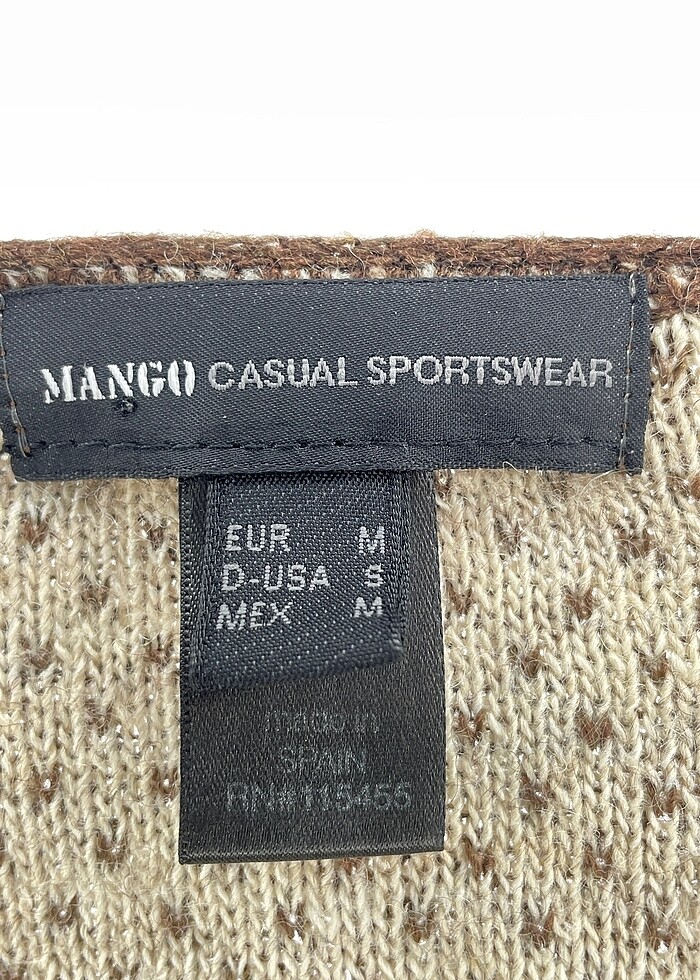 MANGO CASUAL SPORTSWEAR
EUR M
D-USA S
MEX M
made in
SPAIN
RN#115455